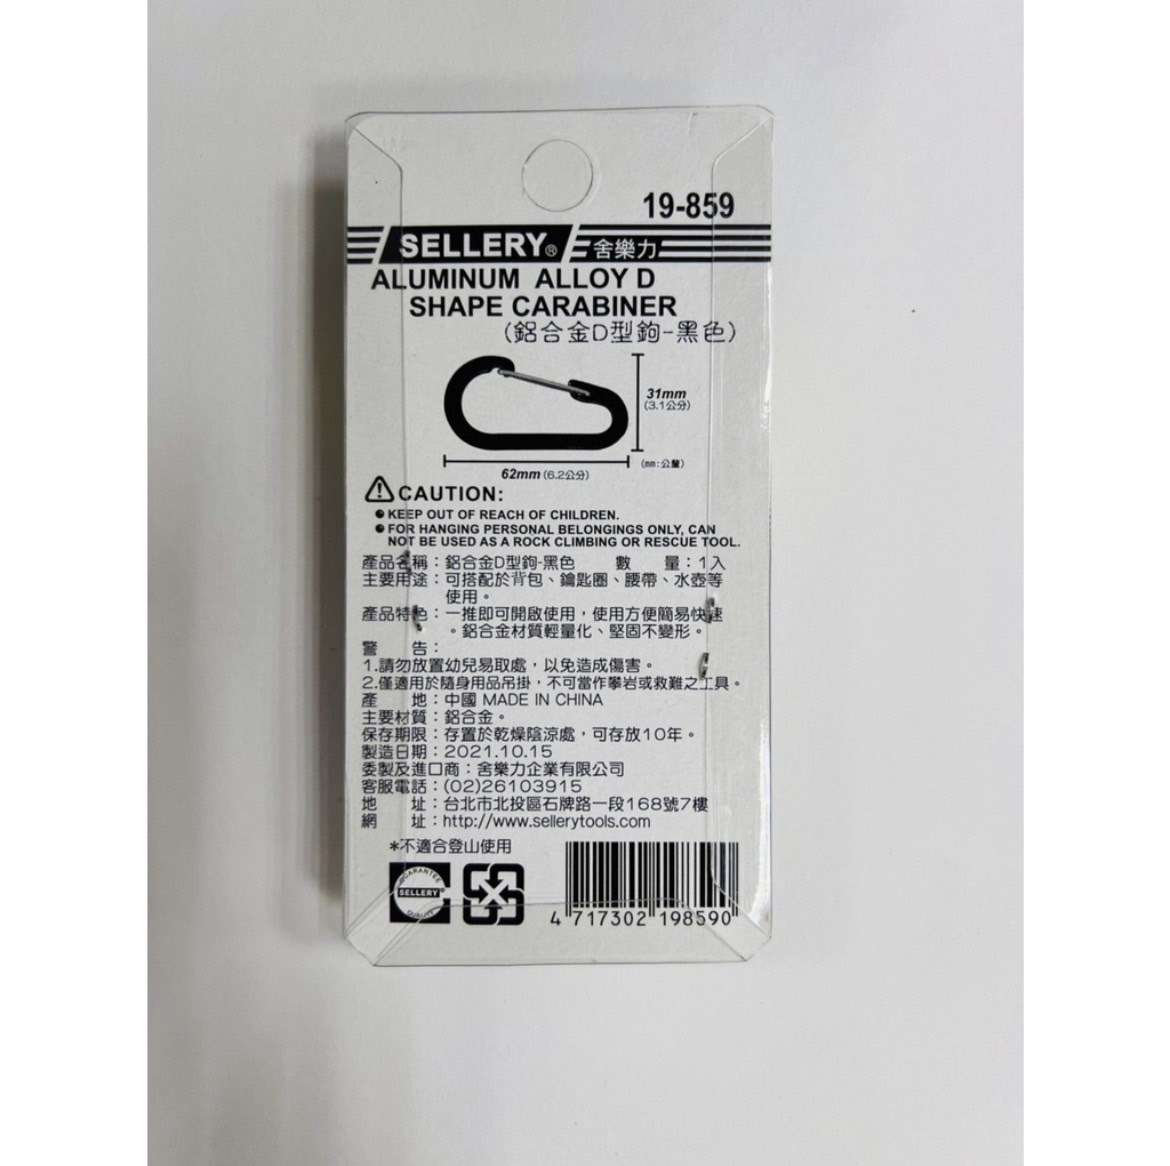 19-859
SELLERY® 舍樂力
ALUMINUM ALLOY D
SHAPE CARABINER
(鋁合金D型鉤-黑色)
31mm
(3.1公分)
(mm:公釐)
62mm (6.2公分)
CAUTION:
● KEEP OUT OF REACH OF CHILDREN.
● FOR HANGING PERSONAL BELONGINGS ONLY, CAN
NOT BE USED AS A ROCK CLIMBING OR RESCUE TOOL.
產品名稱：鋁合金D型鉤-黑色 數 量：1入
主要用途：可搭配於背包、鑰匙圈、腰帶、水壺等
使用。
產品特色：一推即可開啟使用，使用方便簡易快速
。鋁合金材質輕量化、堅固不變形。
警 告：
1.請勿放置幼兒易取處，以免造成傷害。
2.僅適用於隨身用品吊掛，不可當作攀岩或救難之工具。
產 地：中國 MADE IN CHINA
主要材質：鋁合金。
保存期限：存置於乾燥陰涼處，可存放10年。
製造日期：2021.10.15
委製及進口商：舍樂力企業有限公司
客服電話：(02)26103915
地 址：台北市北投區石牌路一段168號7樓
網 址：http://www.sellerytools.com
*不適合登山使用
GUARANTEE
SELLERY®
QUALITY
4 717302 198590